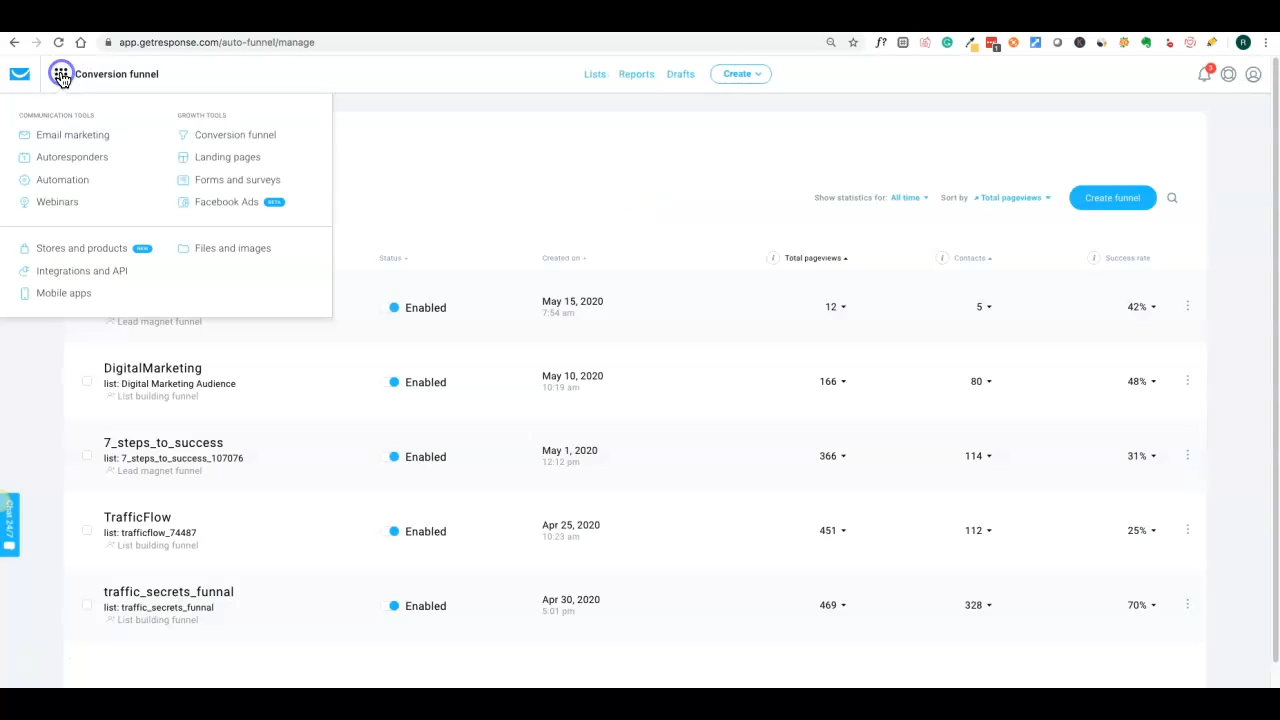 app.getresponse.com/auto-funnel/manage
Conversion funnel
Lists
Reports
Drafts
Create
3
COMMUNICATION TOOLS
GROWTH TOOLS
Email marketing
Conversion funnel
Autoresponders
Landing pages
Automation
Forms and surveys
Webinars
Facebook Ads BETA
Stores and products NEW
Files and images
Integrations and API
Mobile apps
Show statistics for: All time
Sort by Total pageviews
Create funnel
Status
Created on
Total pageviews
Contacts
Success rate
Lead magnet funnel
Enabled
May 15, 2020
7:54 am
12
5
42%
DigitalMarketing
list: Digital Marketing Audience
List building funnel
Enabled
May 10, 2020
10:19 am
166
80
48%
7_steps_to_success
list: 7_steps_to_success_107076
Lead magnet funnel
Enabled
May 1, 2020
12:12 pm
366
114
31%
TrafficFlow
list: trafficflow_74487
List building funnel
Enabled
Apr 25, 2020
10:23 am
451
112
25%
traffic_secrets_funnal
list: traffic_secrets_funnal
List building funnel
Enabled
Apr 30, 2020
5:01 pm
469
328
70%
Chat 24/7